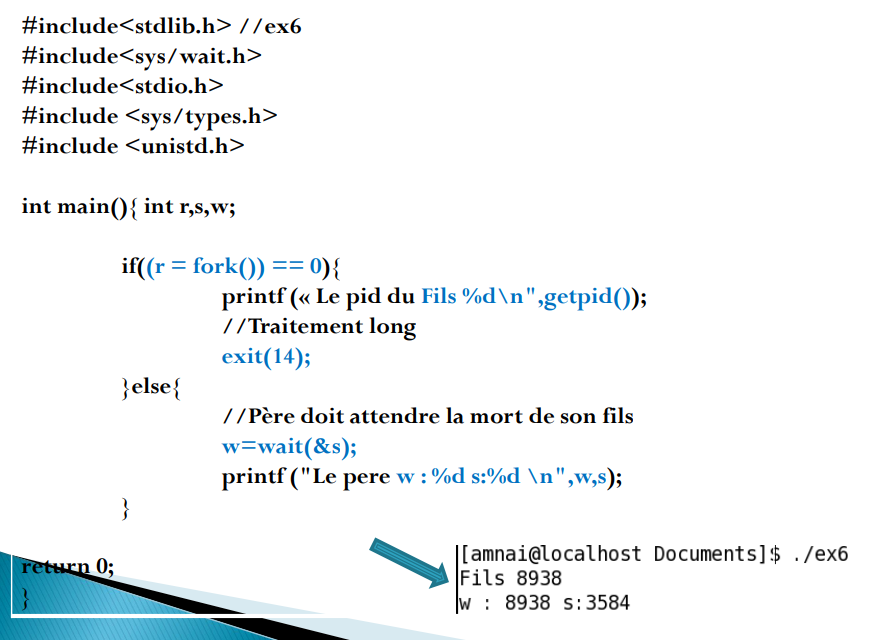 #include<stdlib.h> //ex6
#include<sys/wait.h>
#include<stdio.h>
#include <sys/types.h>
#include <unistd.h>
int main(){ int r,s,w;
if((r = fork()) == 0){
printf (« Le pid du Fils %d\n",getpid());
//Traitement long
exit(14);
}else{
//Père doit attendre la mort de son fils
w=wait(&s);
printf ("Le pere w : %d s:%d \n",w,s);
}
return 0;
}
[amnai@localhost Documents]$ ./ex6
Fils 8938
w : 8938 s:3584